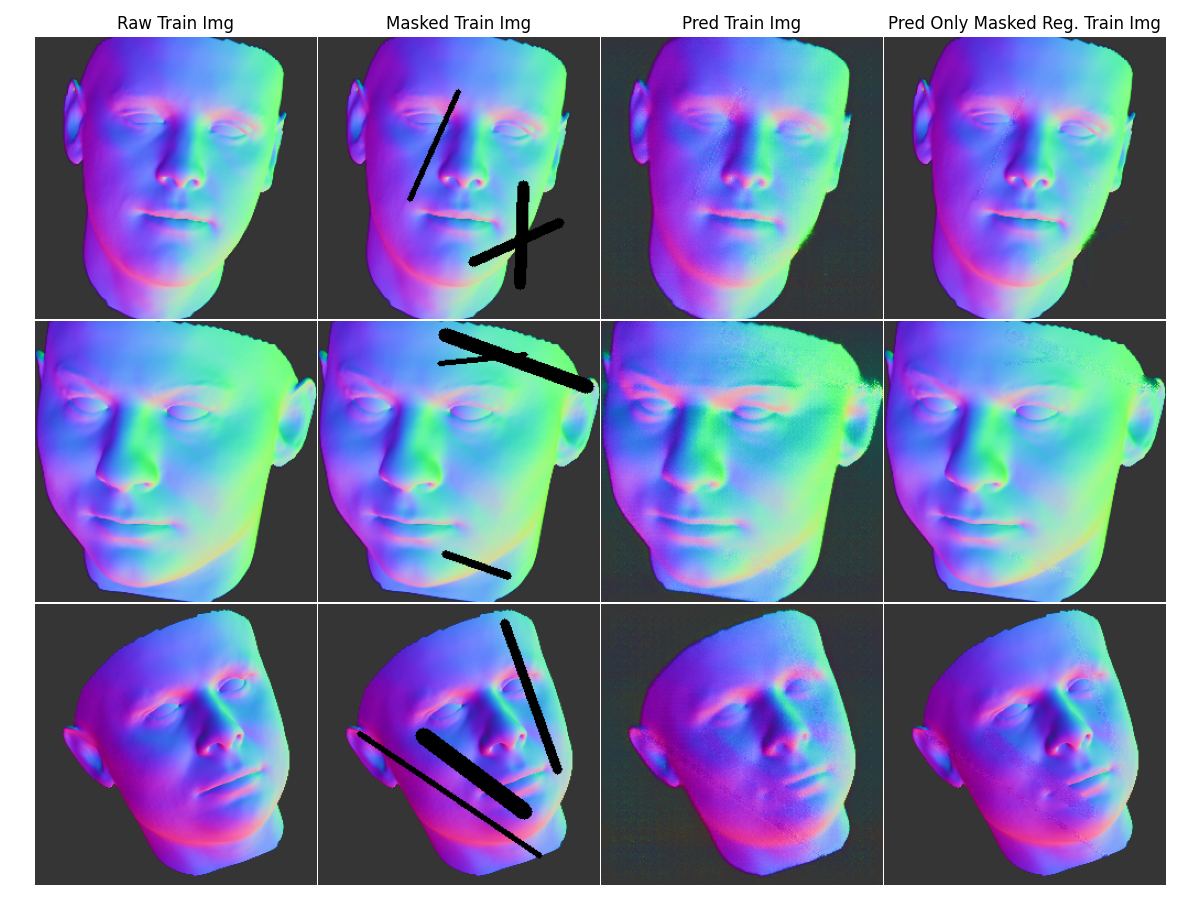 Raw Train Img
Masked Train Img
Pred Train Img
Pred Only Masked Reg. Train Img